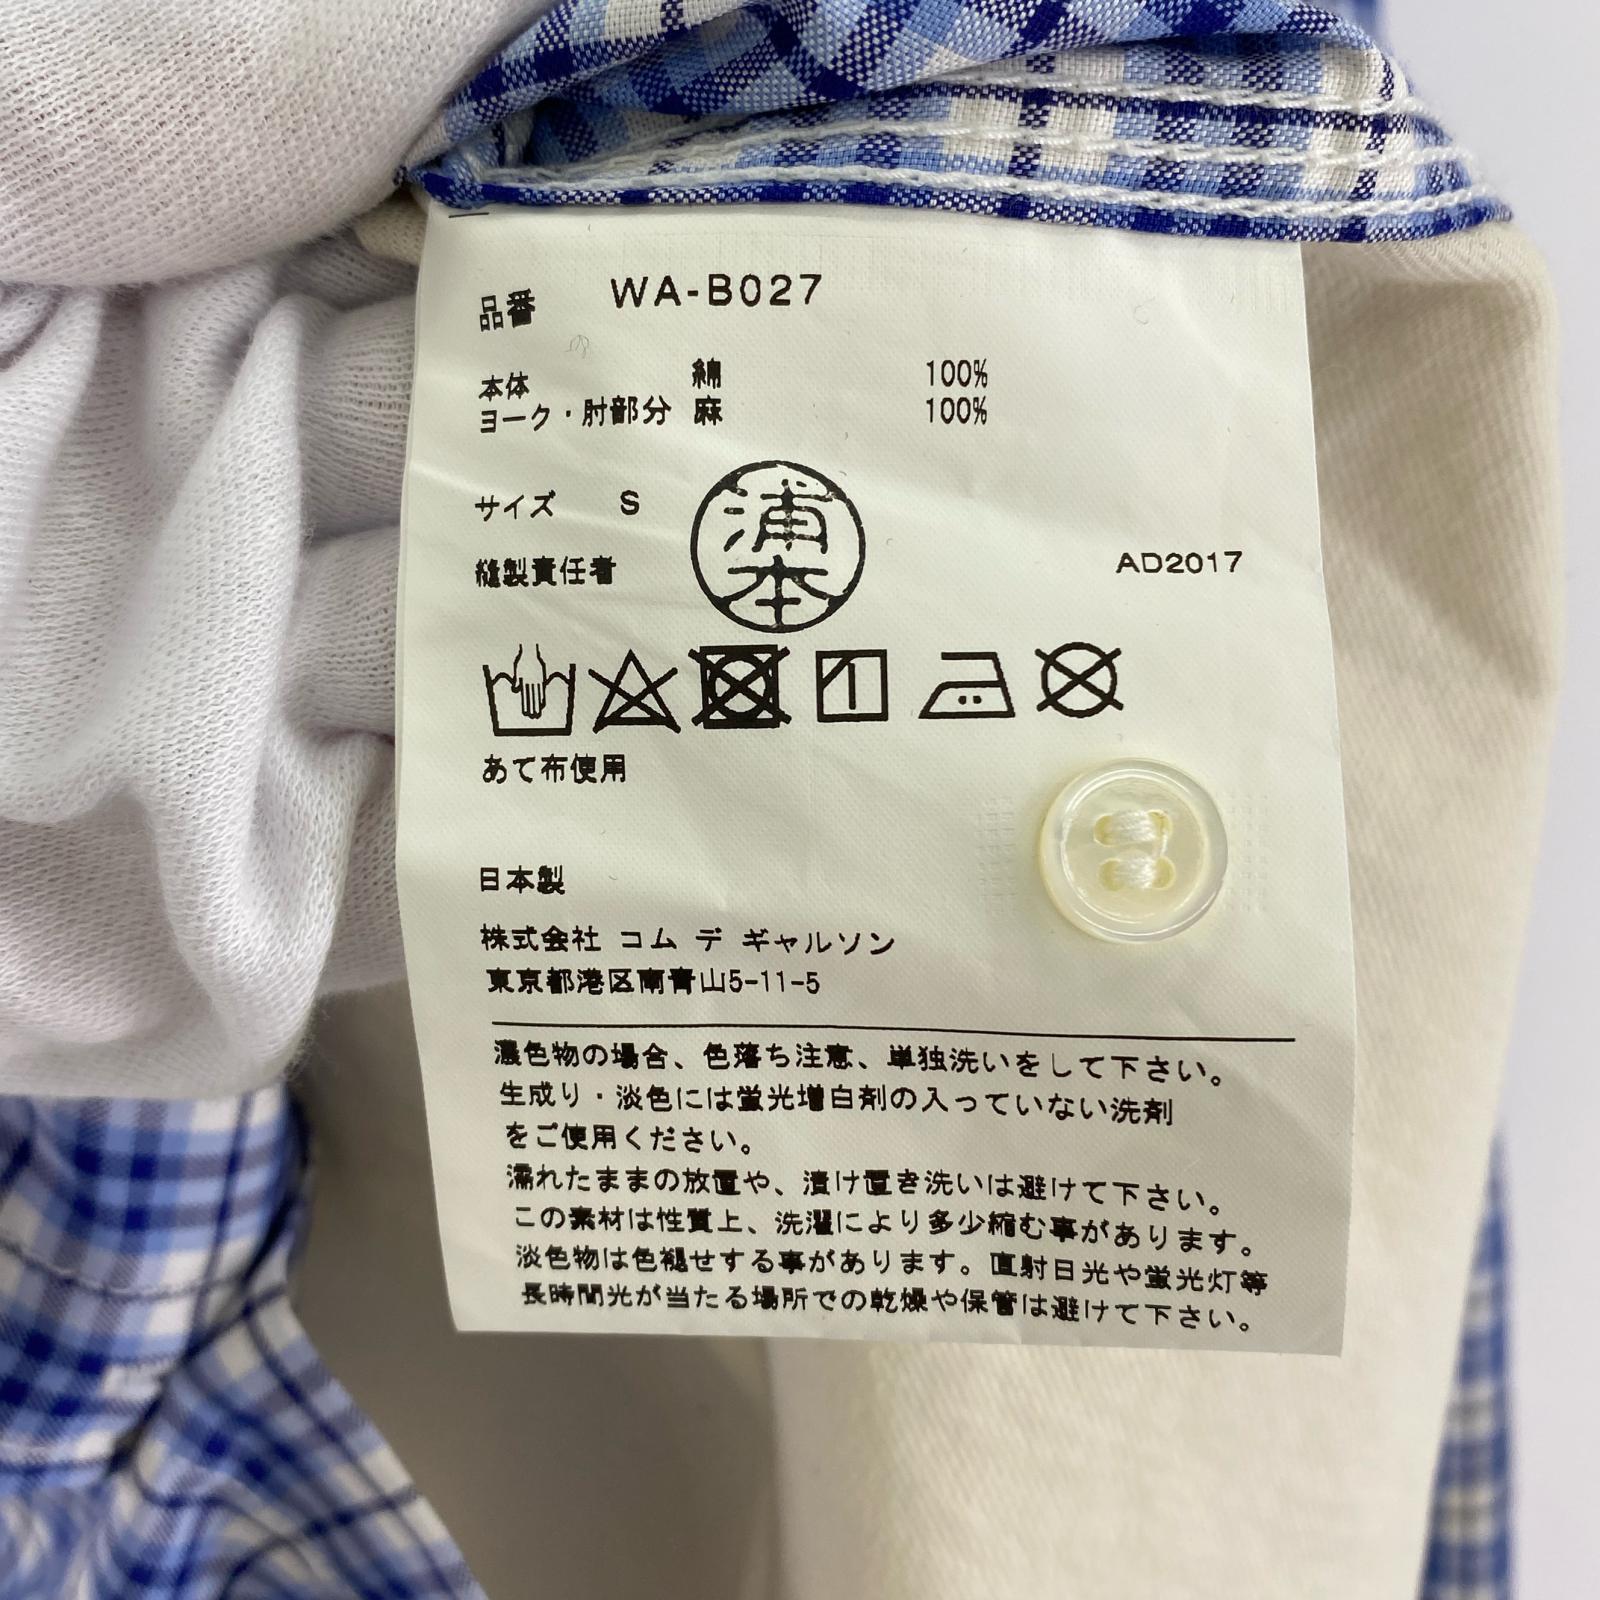 品番 WA-B027
本体 綿 100%
ヨーク・肘部分 麻 100%
サイズ S
浦本
縫製責任者
AD2017
あて布使用
日本製
株式会社 コム デ ギャルソン
東京都港区南青山5-11-5
濃色物の場合、色落ち注意、単独洗いをして下さい。
生成り・淡色には蛍光増白剤の入っていない洗剤
をご使用ください。
濡れたままの放置や、漬け置き洗いは避けて下さい。
この素材は性質上、洗濯により多少縮む事があります。
淡色物は色褪せする事があります。直射日光や蛍光灯等
長時間光が当たる場所での乾燥や保管は避けて下さい。